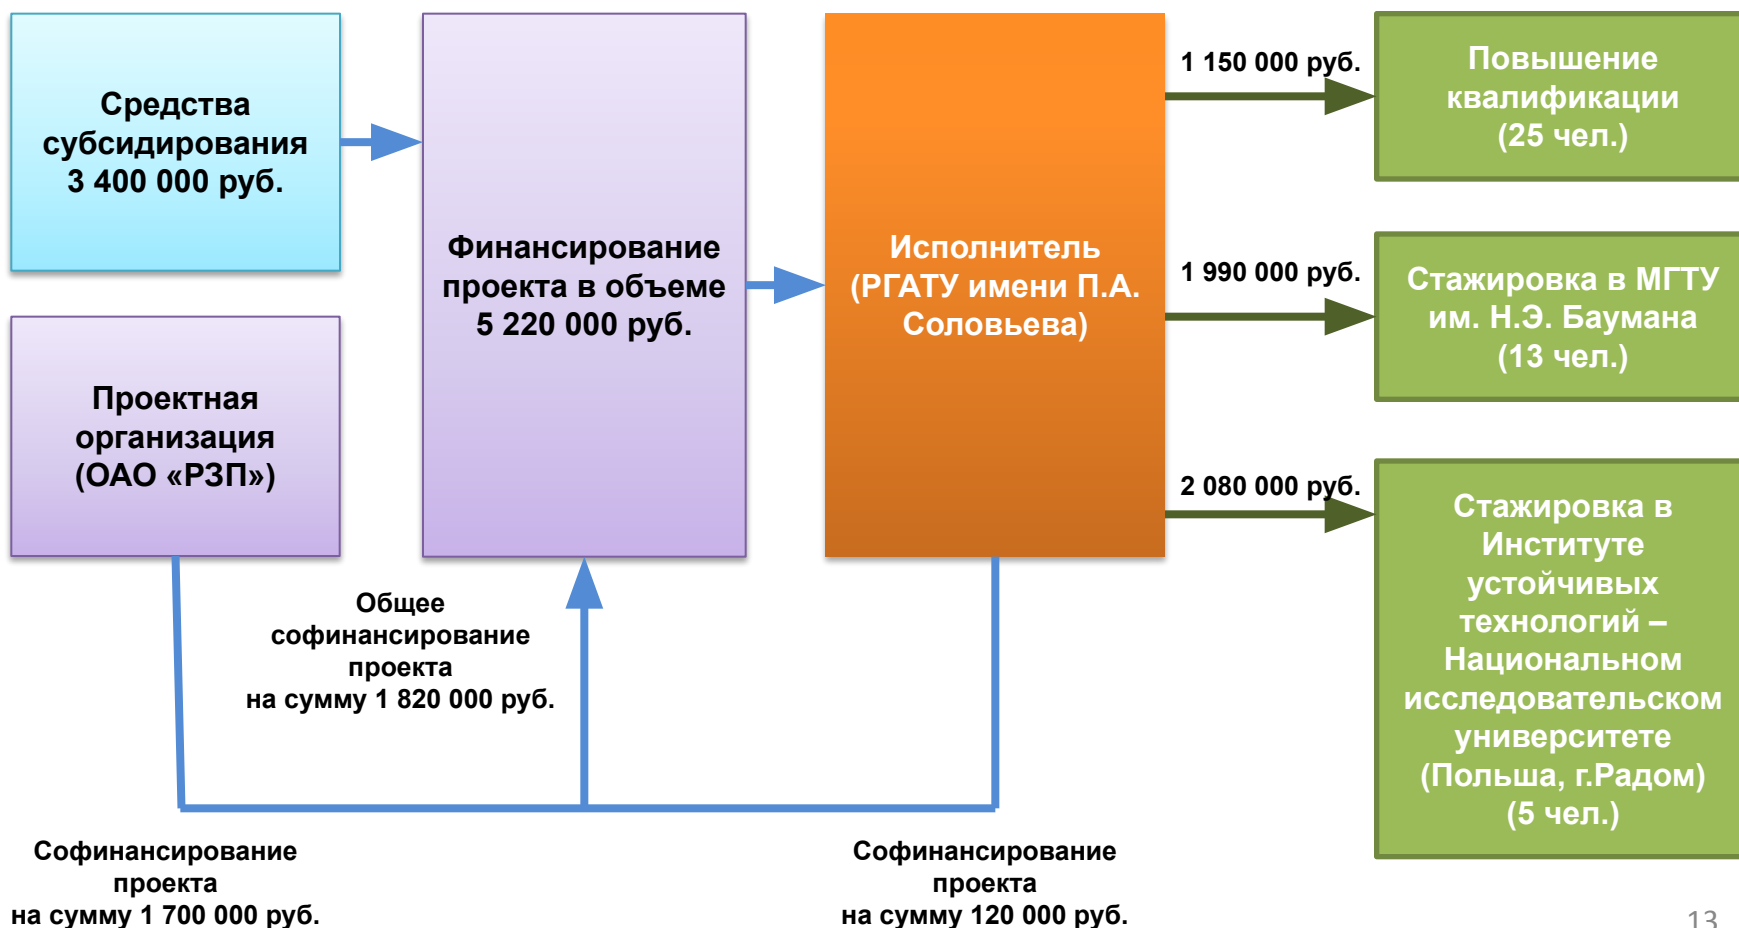 Средства
субсидирования
3 400 000 руб.
Проектная
организация
(ОАО «РЗП»)
Финансирование
проекта в объеме
5 220 000 руб.
Исполнитель
(РГАТУ имени П.А.
Соловьева)
1 150 000 руб.
Повышение
квалификации
(25 чел.)
1 990 000 руб.
Стажировка в МГТУ
им. Н.Э. Баумана
(13 чел.)
2 080 000 руб.
Стажировка в
Институте
устойчивых
технологий –
Национальном
исследовательском
университете
(Польша, г.Радом)
(5 чел.)
Общее
софинансирование
проекта
на сумму 1 820 000 руб.
Софинансирование
проекта
на сумму 1 700 000 руб.
Софинансирование
проекта
на сумму 120 000 руб.
13